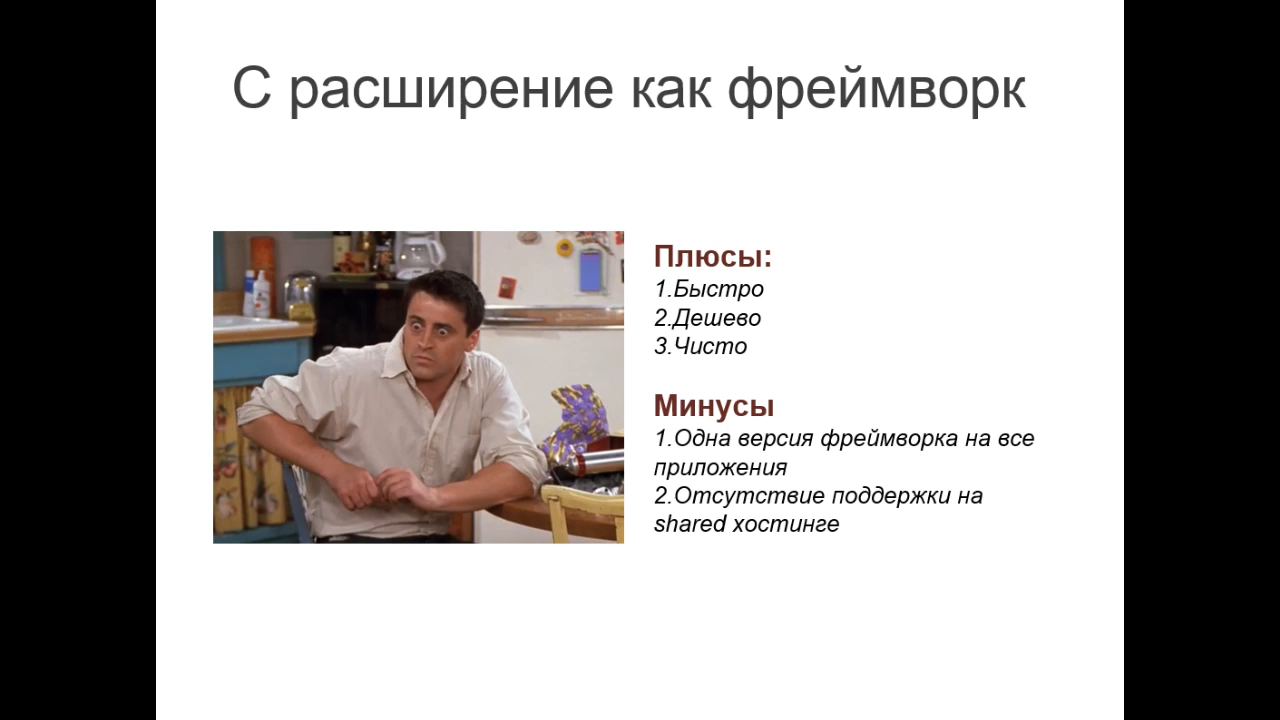 С расширение как фреймворк
Плюсы:
1.Быстро
2.Дешево
3.Чисто
Минусы
1.Одна версия фреймворка на все
приложения
2.Отсутствие поддержки на
shared хостинге